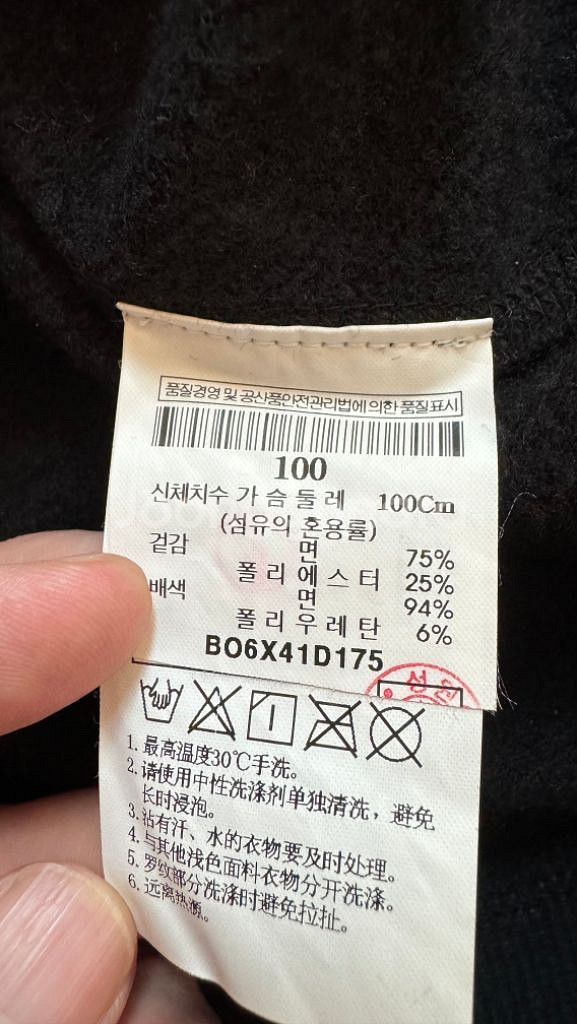 품질경영 및 공산품안전관리법에 의한 품질표시
100
신체치수 가 슴 둘 레 100Cm
(섬유의 혼용률)
겉감 면 75%
폴 리 에 스 터 25%
배색 면 94%
폴 리 우 레 탄 6%
BO6X41D175
1. 最高温度30℃手洗。
2. 请使用中性洗涤剂单独清洗，避免
长时浸泡。
3. 沾有汗、水的衣物要及时处理。
4. 与其他浅色面料衣物分开洗涤。
5. 罗纹部分洗涤时避免拉扯。
6. 远离热源。